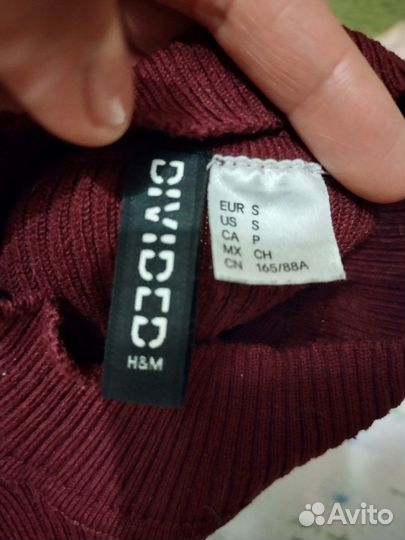 DIVIDED
H&M
EUR S
US S
CA P
MX CH
CN 165/88A
Avito